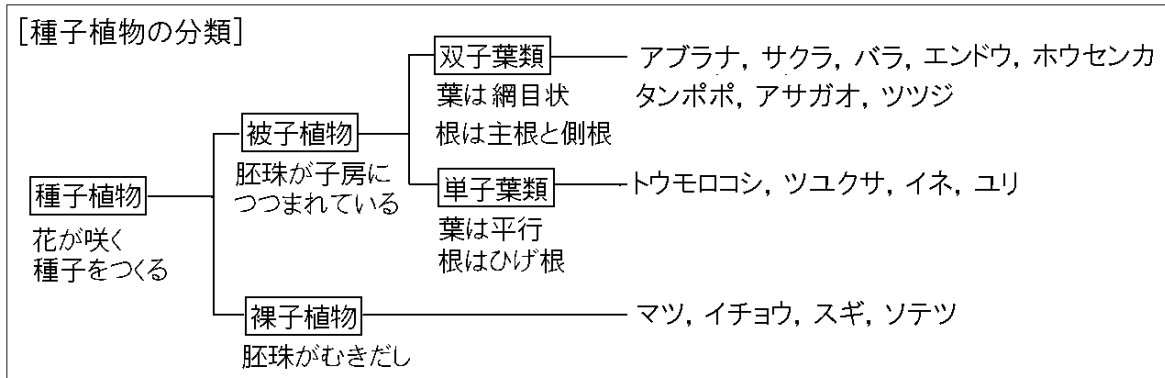 [種子植物の分類]
双子葉類
アブラナ, サクラ, バラ, エンドウ, ホウセンカ
葉は網目状
タンポポ, アサガオ, ツツジ
根は主根と側根
被子植物
胚珠が子房に
つつまれている
単子葉類
トウモロコシ, ツユクサ, イネ, ユリ
葉は平行
根はひげ根
種子植物
花が咲く
種子をつくる
裸子植物
マツ, イチョウ, スギ, ソテツ
胚珠がむきだし